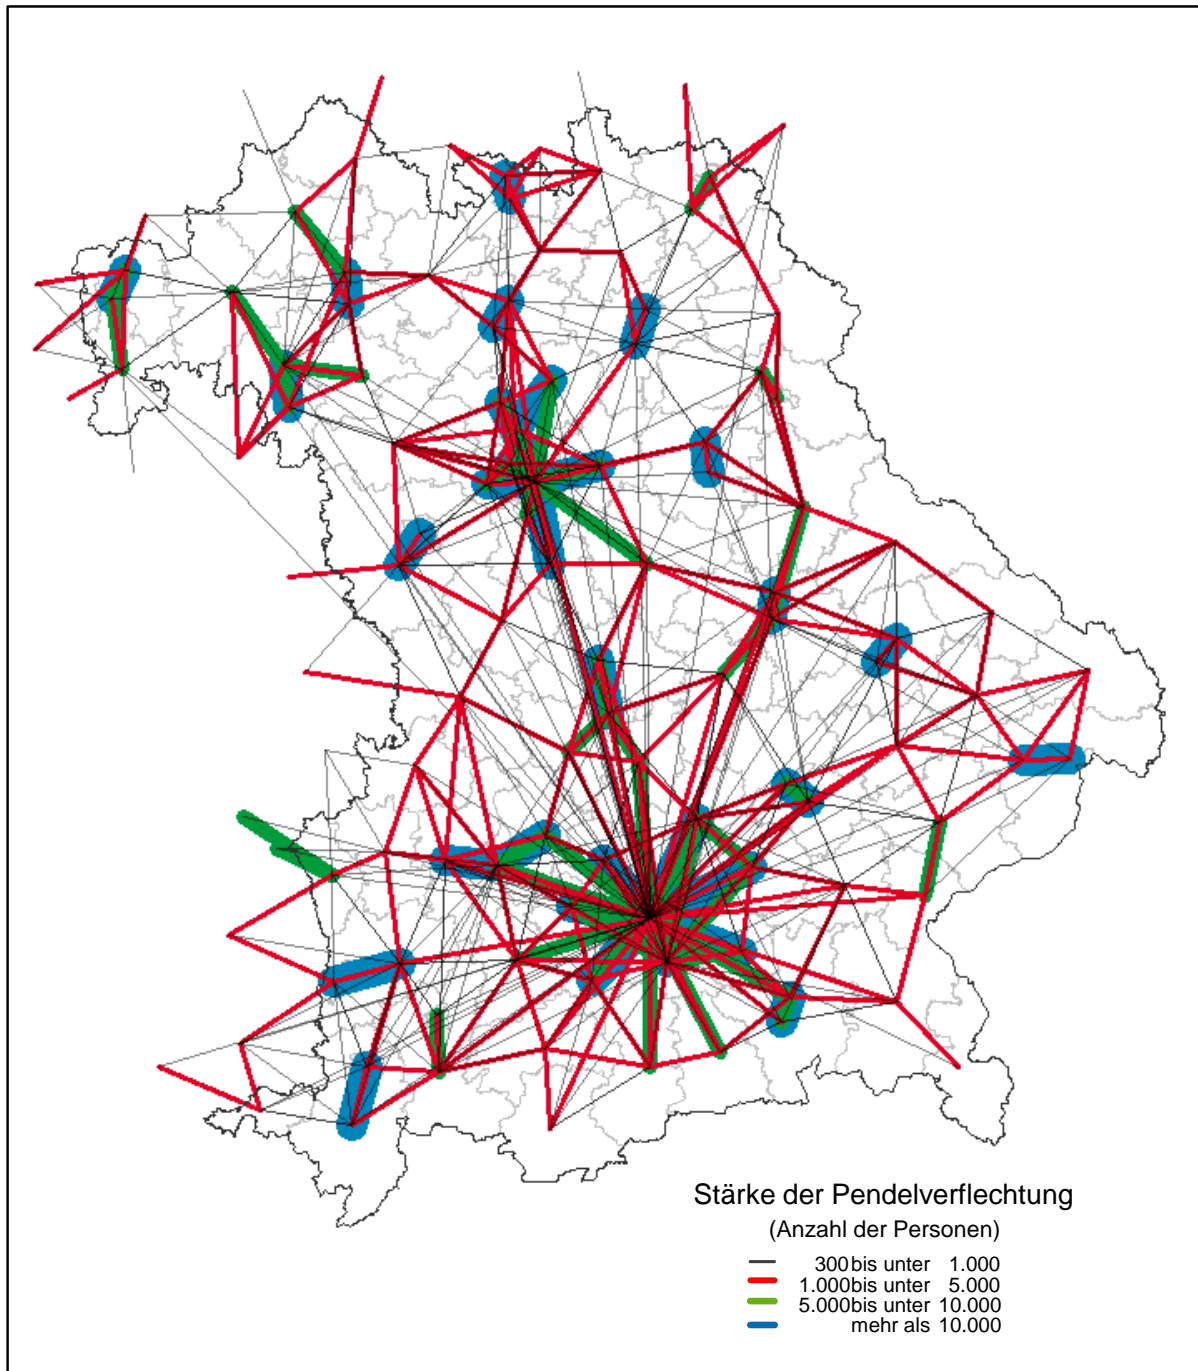 Stärke der Pendelverflechtung
(Anzahl der Personen)
300 bis unter 1.000
1.000 bis unter 5.000
5.000 bis unter 10.000
mehr als 10.000